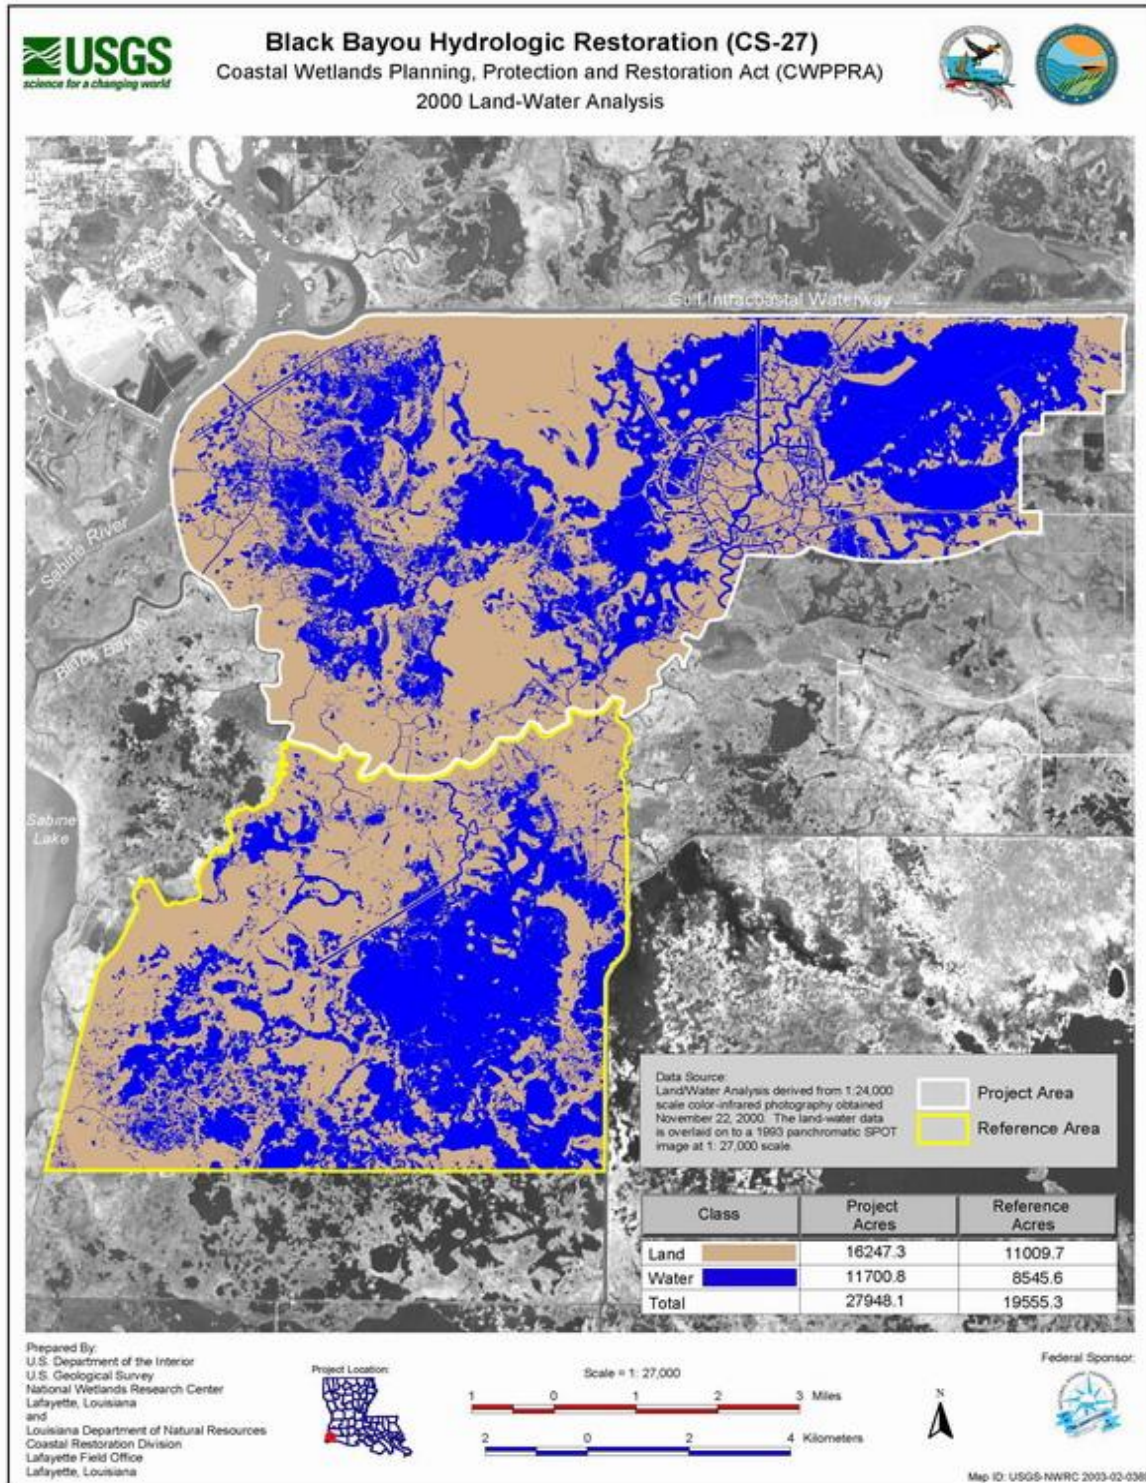 USGS
science for a changing world
Black Bayou Hydrologic Restoration (CS-27)
Coastal Wetlands Planning, Protection and Restoration Act (CWPPRA)
2000 Land-Water Analysis
Gulf Intracoastal Waterway
Sabine River
Black Bayou
Sabine
Lake
Data Source:
Land/Water Analysis derived from 1:24,000
scale color-infrared photography obtained
November 22, 2000. The land-water data
is overlaid on to a 1993 panchromatic SPOT
image at 1: 27,000 scale.
Project Area
Reference Area
Class Project Acres Reference Acres
Land 16247.3 11009.7
Water 11700.8 8545.6
Total 27948.1 19555.3
Prepared By:
U.S. Department of the Interior
U.S. Geological Survey
National Wetlands Research Center
Lafayette, Louisiana
and
Louisiana Department of Natural Resources
Coastal Restoration Division
Lafayette Field Office
Lafayette, Louisiana
Project Location:
Scale = 1: 27,000
1 0 1 2 3 Miles
2 0 2 4 Kilometers
N
Federal Sponsor:
Map ID: USGS-NWRC 2003-02-036